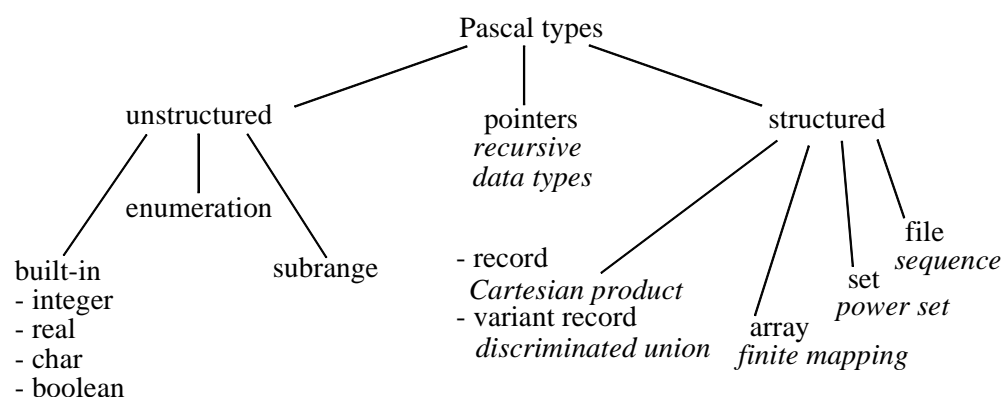 Pascal types
unstructured
pointers
recursive
data types
structured
enumeration
built-in
- integer
- real
- char
- boolean
subrange
- record
Cartesian product
- variant record
discriminated union
array
finite mapping
set
power set
file
sequence